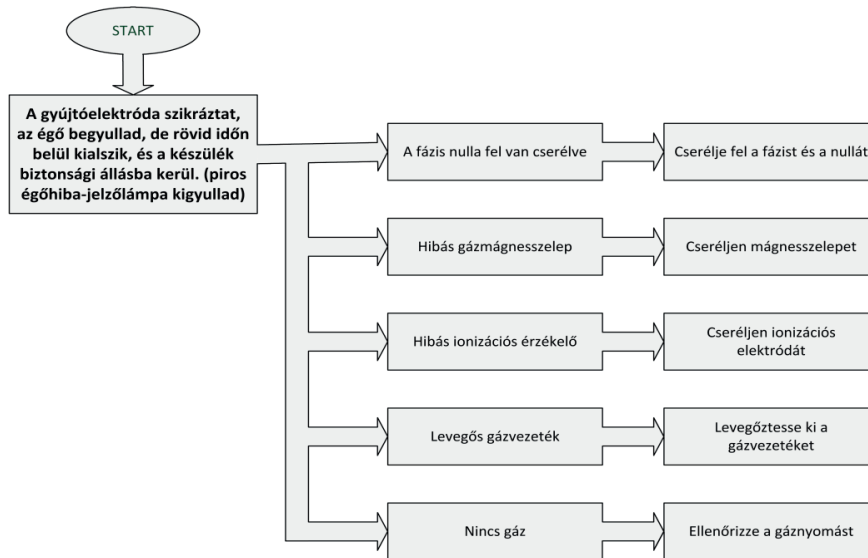 START
A gyújtóelektróda szikráztat,
az égő begyullad, de rövid időn
belül kialszik, és a készülék
biztonsági állásba kerül. (piros
égőhiba-jelzőlámpa kigyullad)
A fázis nulla fel van cserélve
Cserélje fel a fázist és a nullát
Hibás gázmágnesszelep
Cseréljen mágnesszelepet
Hibás ionizációs érzékelő
Cseréljen ionizációs
elektródát
Levegős gázvezeték
Levegőztesse ki a
gázvezetéket
Nincs gáz
Ellenőrizze a gáznyomást